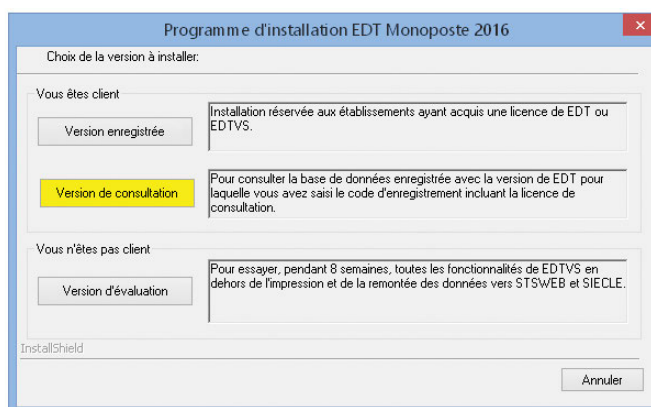 Programme d'installation EDT Monoposte 2016
Choix de la version à installer:
Vous êtes client
Version enregistrée
Installation réservée aux établissements ayant acquis une licence de EDT ou
EDTVS.
Version de consultation
Pour consulter la base de données enregistrée avec la version de EDT pour
laquelle vous avez saisi le code d'enregistrement incluant la licence de
consultation.
Vous n'êtes pas client
Version d'évaluation
Pour essayer, pendant 8 semaines, toutes les fonctionnalités de EDTVS en
dehors de l'impression et de la remontée des données vers STSWEB et SIECLE.
InstallShield
Annuler